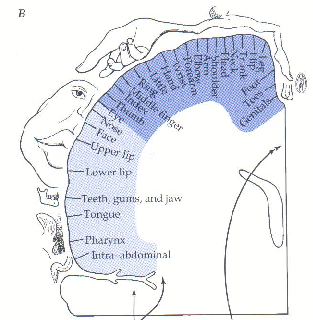 B
Genitals
Toes
Foot
Leg
Hip
Trunk
Neck
Head
Shoulder
Arm
Elbow
Forearm
Wrist
Hand
Little
Ring
Middle finger
Index
Thumb
Eye
Nose
Face
Upper lip
Lower lip
Teeth, gums, and jaw
Tongue
Pharynx
Intra-abdominal